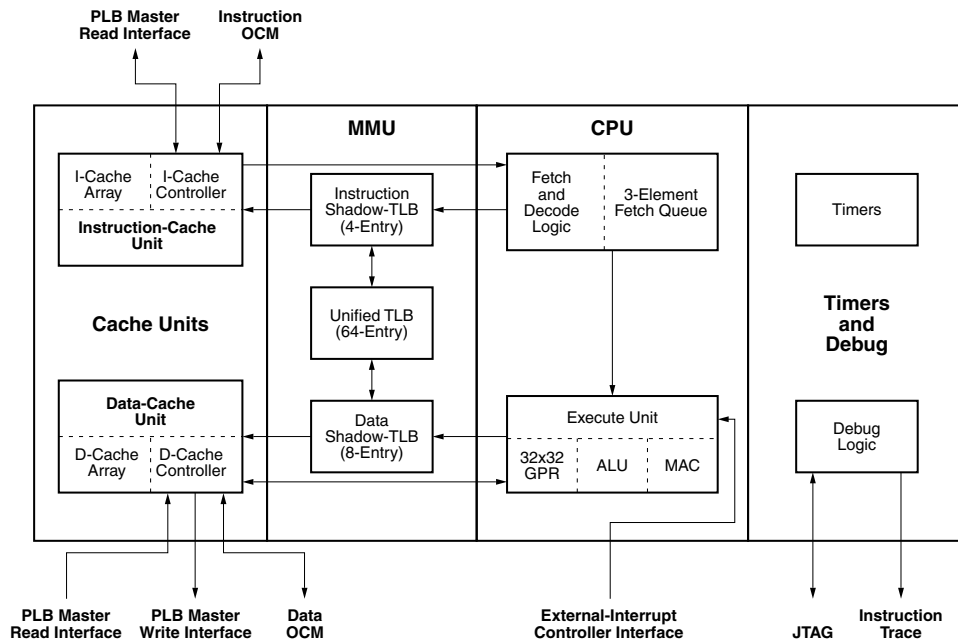 PLB Master
Read Interface
Instruction
OCM
MMU
CPU
I-Cache
Array
I-Cache
Controller
Instruction-Cache
Unit
Instruction
Shadow-TLB
(4-Entry)
Fetch
and
Decode
Logic
3-Element
Fetch Queue
Timers
Cache Units
Unified TLB
(64-Entry)
Timers
and
Debug
Data-Cache
Unit
D-Cache
Array
D-Cache
Controller
Data
Shadow-TLB
(8-Entry)
Execute Unit
32x32
GPR
ALU
MAC
Debug
Logic
PLB Master
Read Interface
PLB Master
Write Interface
Data
OCM
External-Interrupt
Controller Interface
JTAG
Instruction
Trace